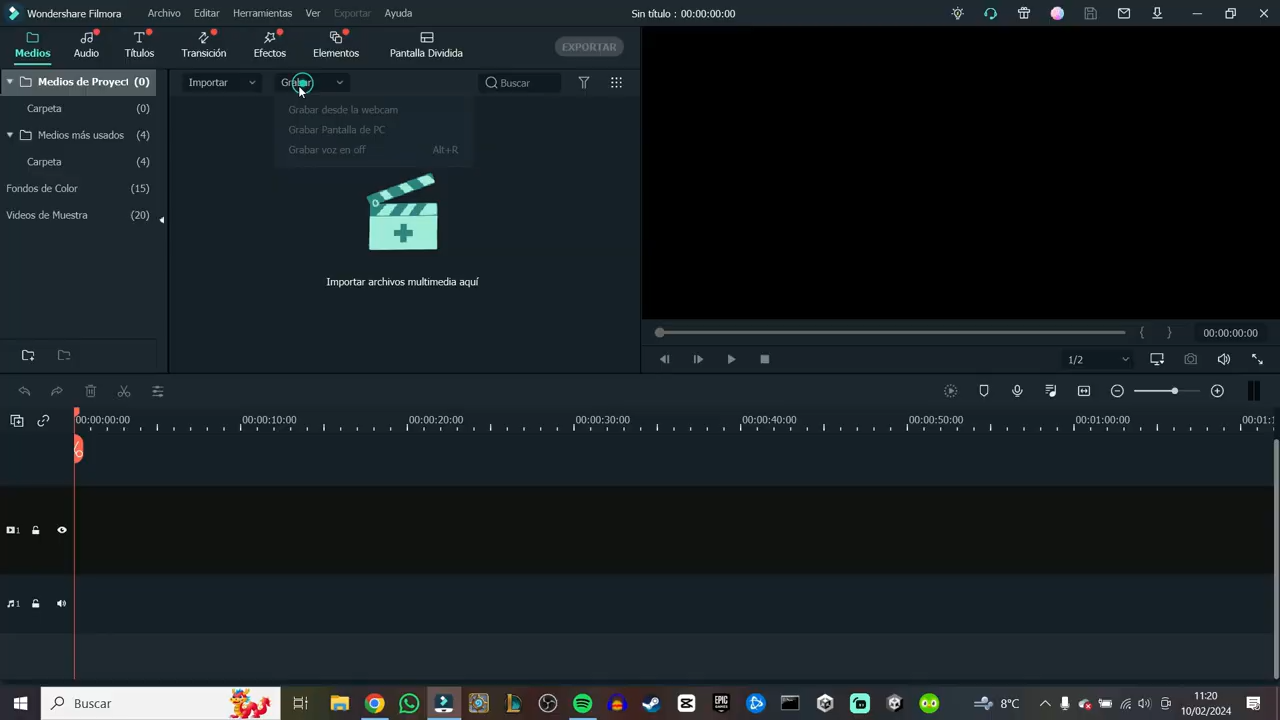 Wondershare Filmora Archivo Editar Herramientas Ver Exportar Ayuda Sin título : 00:00:00:00
Medios Audio Títulos Transición Efectos Elementos Pantalla Dividida EXPORTAR
Medios de Proyect (0) Importar Grabar Buscar
Carpeta (0) Grabar desde la webcam
Grabar Pantalla de PC
Medios más usados (4) Grabar voz en off Alt+R
Carpeta (4)
Fondos de Color (15)
Videos de Muestra (20)
Importar archivos multimedia aquí
00:00:00:00
1/2
00:00:00:00 00:00:10:00 00:00:20:00 00:00:30:00 00:00:40:00 00:00:50:00 00:01:00:00 00:01:1
1
1
Buscar 8°C 11:20
10/02/2024